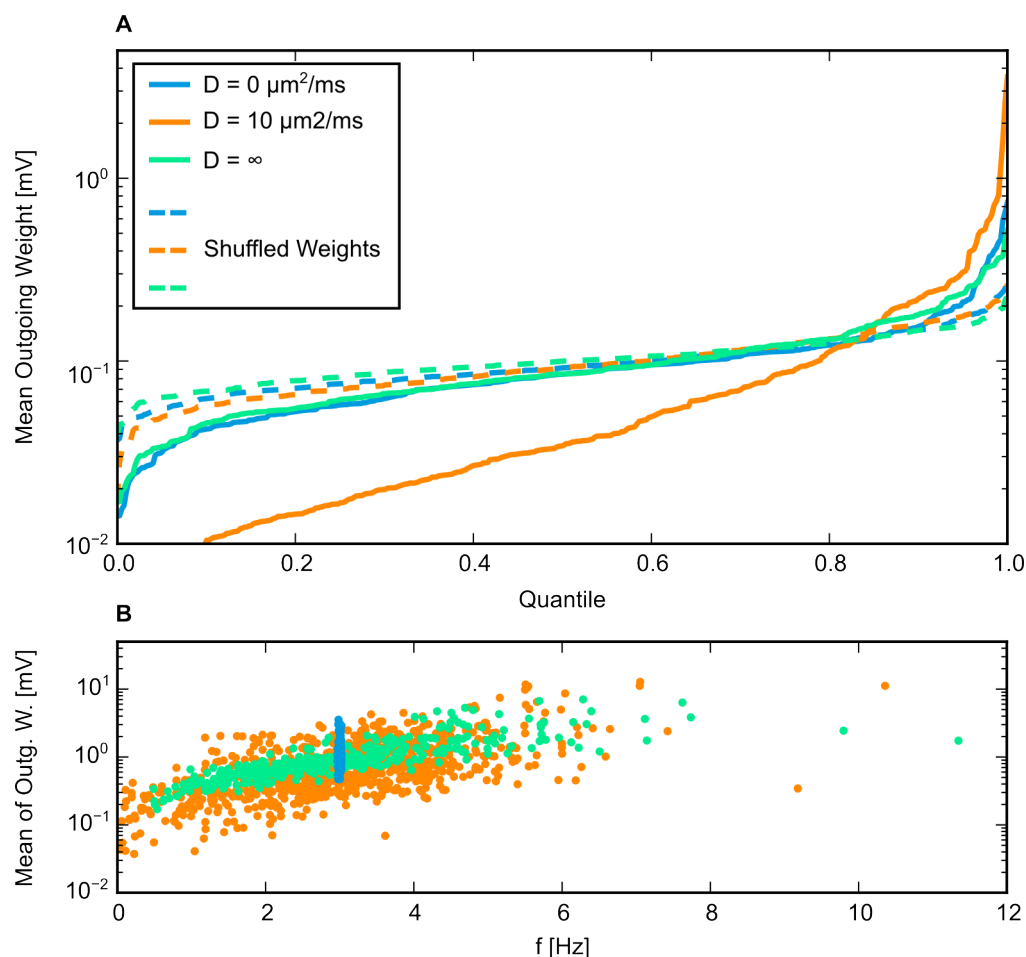 A
Mean Outgoing Weight [mV]
D = 0 µm²/ms
D = 10 µm2/ms
D = ∞
Shuffled Weights
10⁰
10⁻¹
10⁻²
0.0 0.2 0.4 0.6 0.8 1.0
Quantile
B
Mean of Outg. W. [mV]
10¹
10⁰
10⁻¹
10⁻²
0 2 4 6 8 10 12
f [Hz]